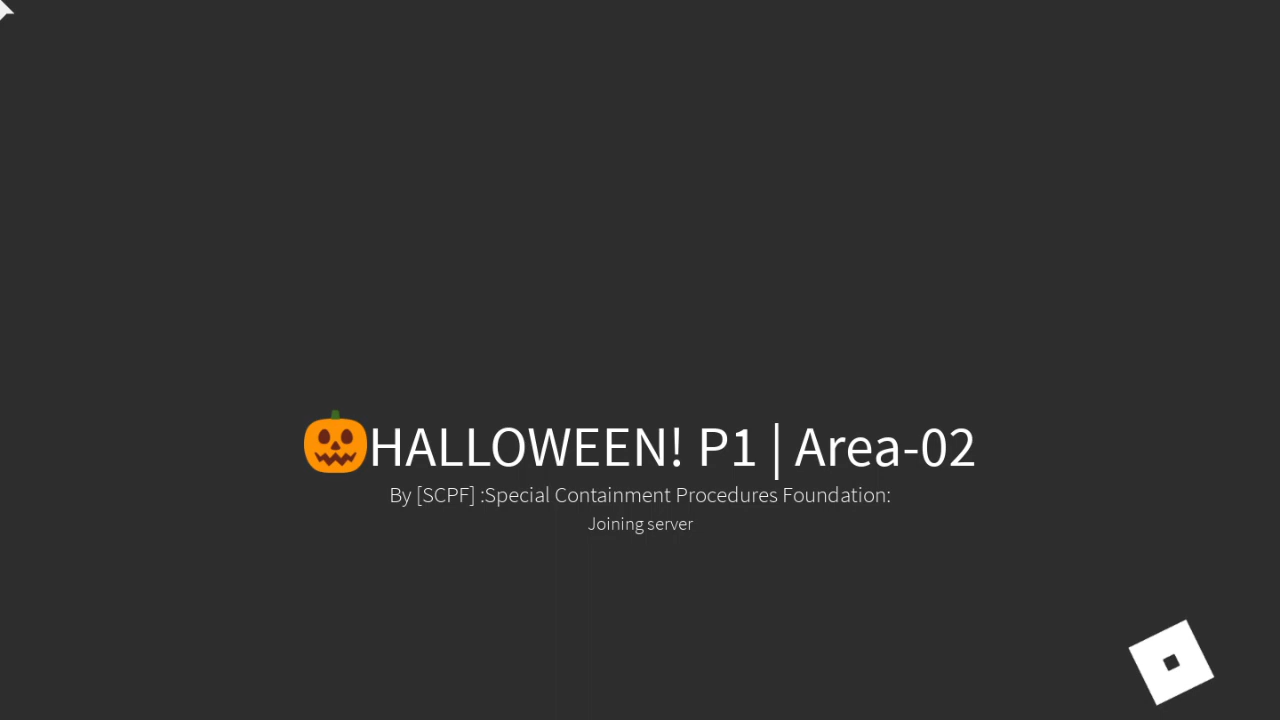 🎃HALLOWEEN! P1 | Area-02
By [SCPF] :Special Containment Procedures Foundation:
Joining server